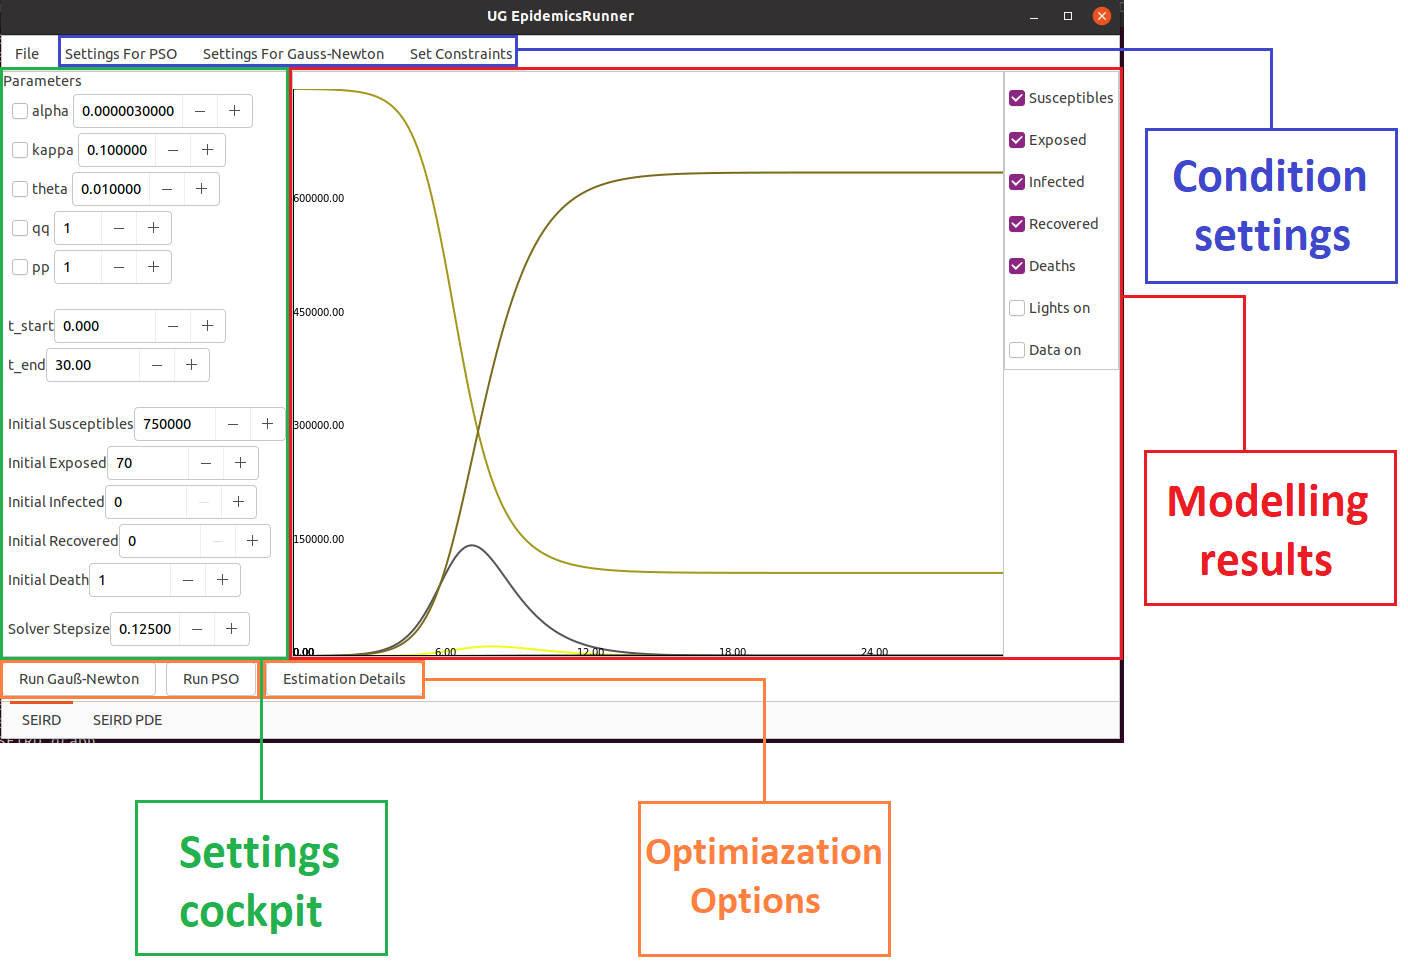 UG EpidemicsRunner
File Settings For PSO Settings For Gauss-Newton Set Constraints
Parameters
alpha 0.0000030000 − +
kappa 0.100000 − +
theta 0.010000 − +
qq 1 − +
pp 1 − +
t_start 0.000 − +
t_end 30.00 − +
Initial Susceptibles 750000 − +
Initial Exposed 70 − +
Initial Infected 0 − +
Initial Recovered 0 − +
Initial Death 1 − +
Solver Stepsize 0.12500 − +
600000.00
450000.00
300000.00
150000.00
0.00 6.00 12.00 18.00 24.00
Susceptibles
Exposed
Infected
Recovered
Deaths
Lights on
Data on
Run Gauß-Newton Run PSO Estimation Details
SEIRD SEIRD PDE
Condition
settings
Modelling
results
Settings
cockpit
Optimiazation
Options